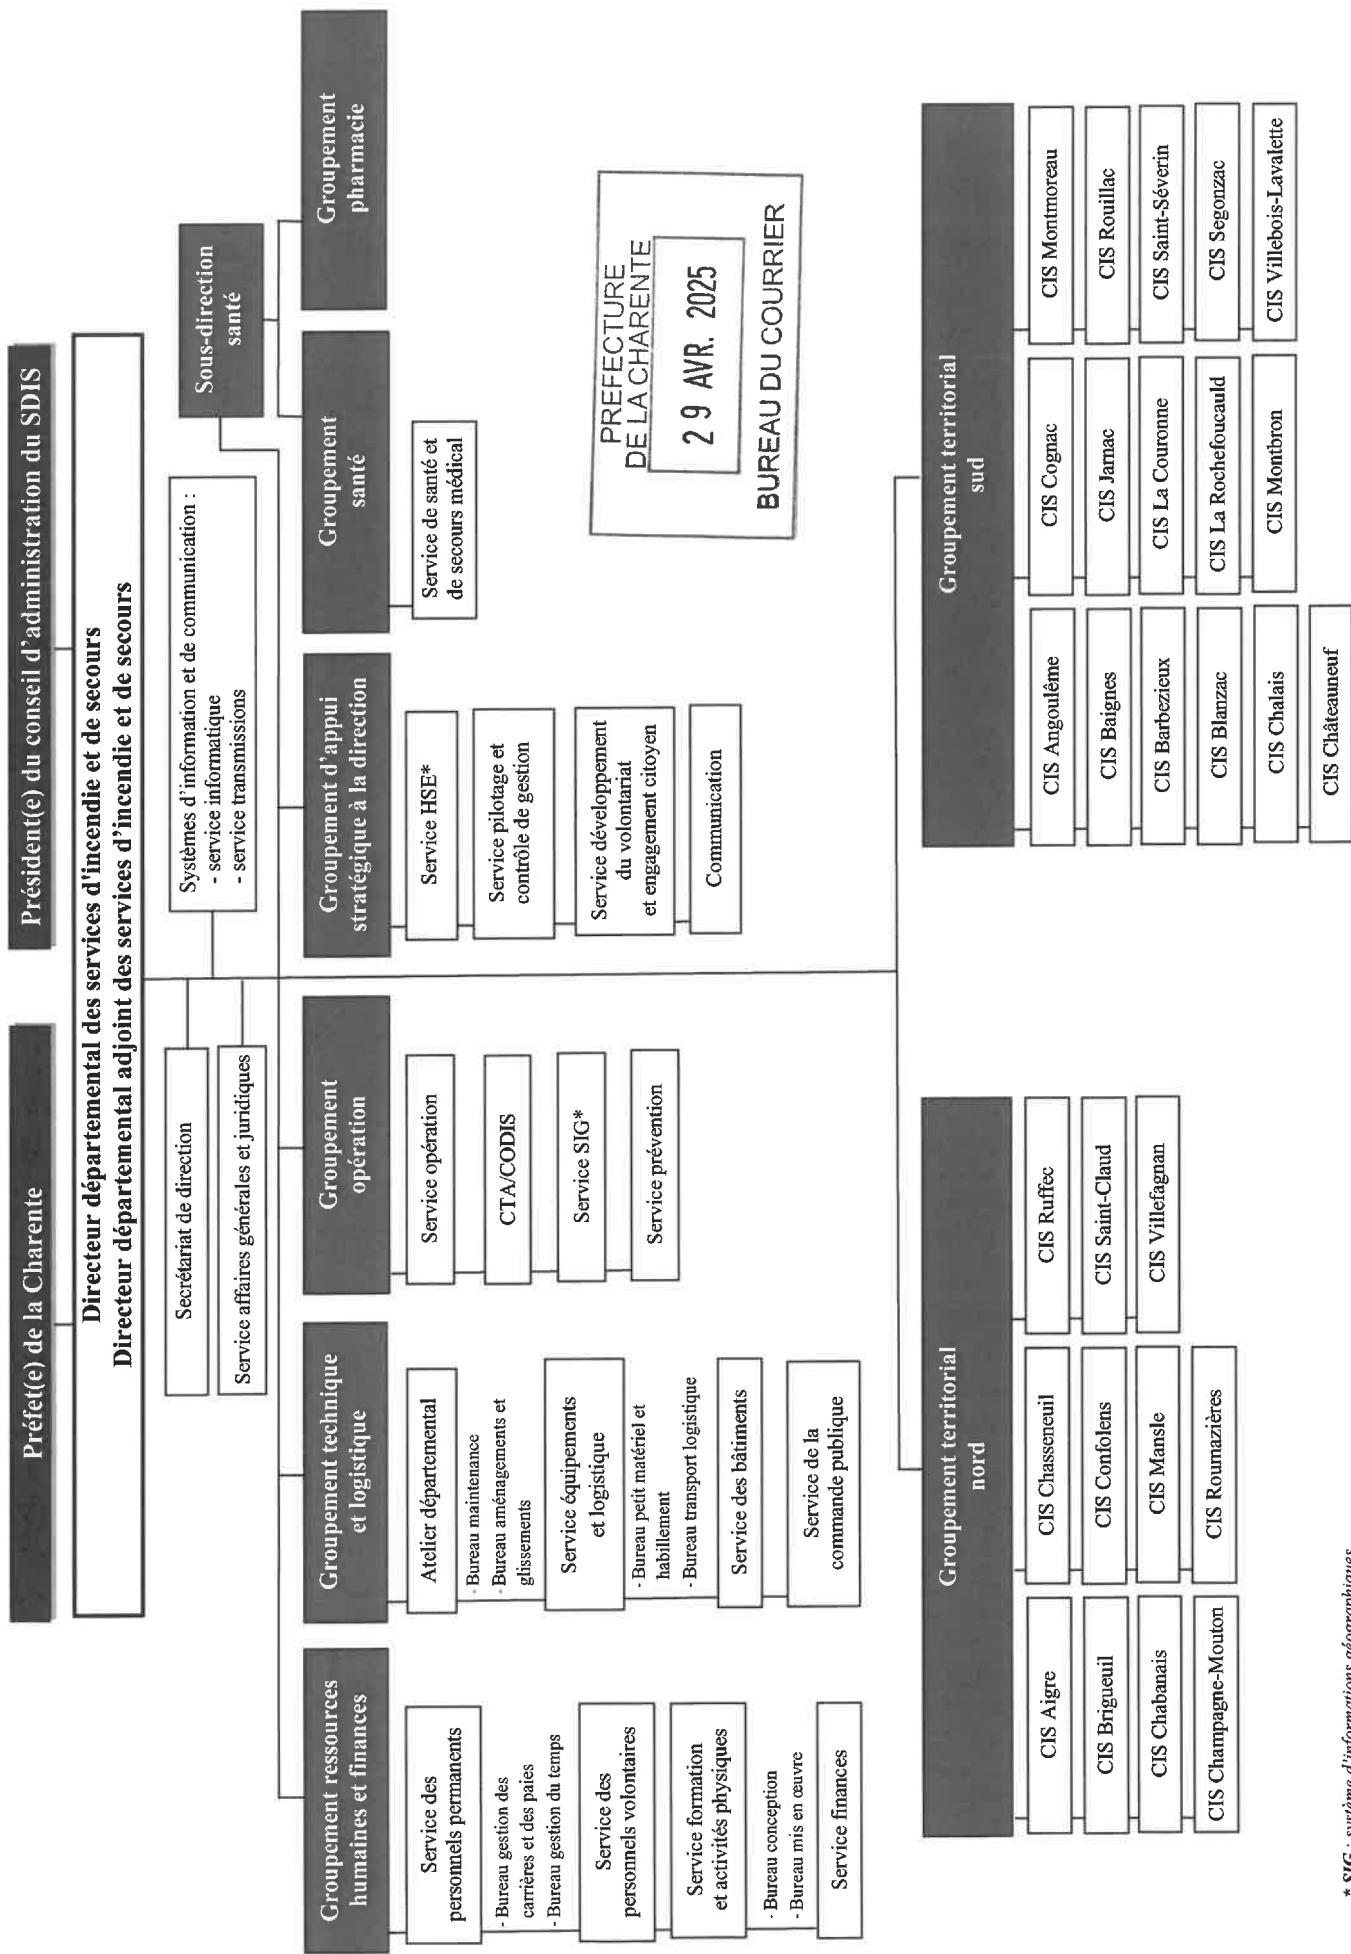 Préfet(e) de la Charente
Président(e) du conseil d'administration du SDIS
Directeur départemental des services d'incendie et de secours
Directeur départemental adjoint des services d'incendie et de secours
Secrétariat de direction
Service affaires générales et juridiques
Systèmes d'information et de communication :
- service informatique
- service transmissions
Sous-direction
santé
Groupement ressources
humaines et finances
Service des
personnels permanents
- Bureau gestion des
carrières et des paies
- Bureau gestion du temps
Service des
personnels volontaires
Service formation
et activités physiques
- Bureau conception
- Bureau mis en œuvre
Service finances
Groupement technique
et logistique
Atelier départemental
- Bureau maintenance
- Bureau aménagements et
glissements
Service équipements
et logistique
- Bureau petit matériel et
habillement
- Bureau transport logistique
Service des bâtiments
Service de la
commande publique
Groupement
opération
Service opération
CTA/CODIS
Service SIG*
Service prévention
Groupement d'appui
stratégique à la direction
Service HSE*
Service pilotage et
contrôle de gestion
Service développement
du volontariat
et engagement citoyen
Communication
Groupement
santé
Service de santé et
de secours médical
Groupement
pharmacie
PREFECTURE
DE LA CHARENTE
29 AVR. 2025
BUREAU DU COURRIER
Groupement territorial
nord
CIS Aigre
CIS Brigueuil
CIS Chabanais
CIS Champagne-Mouton
CIS Chasseneuil
CIS Confolens
CIS Mansle
CIS Roumazières
CIS Ruffec
CIS Saint-Claud
CIS Villefagnan
Groupement territorial
sud
CIS Angoulême
CIS Baignes
CIS Barbezieux
CIS Blanzac
CIS Chalais
CIS Châteauneuf
CIS Cognac
CIS Jarnac
CIS La Couronne
CIS La Rochefoucauld
CIS Montbron
CIS Montmoreau
CIS Rouillac
CIS Saint-Séverin
CIS Segonzac
CIS Villebois-Lavalette
* SIG : système d'informations géographiques